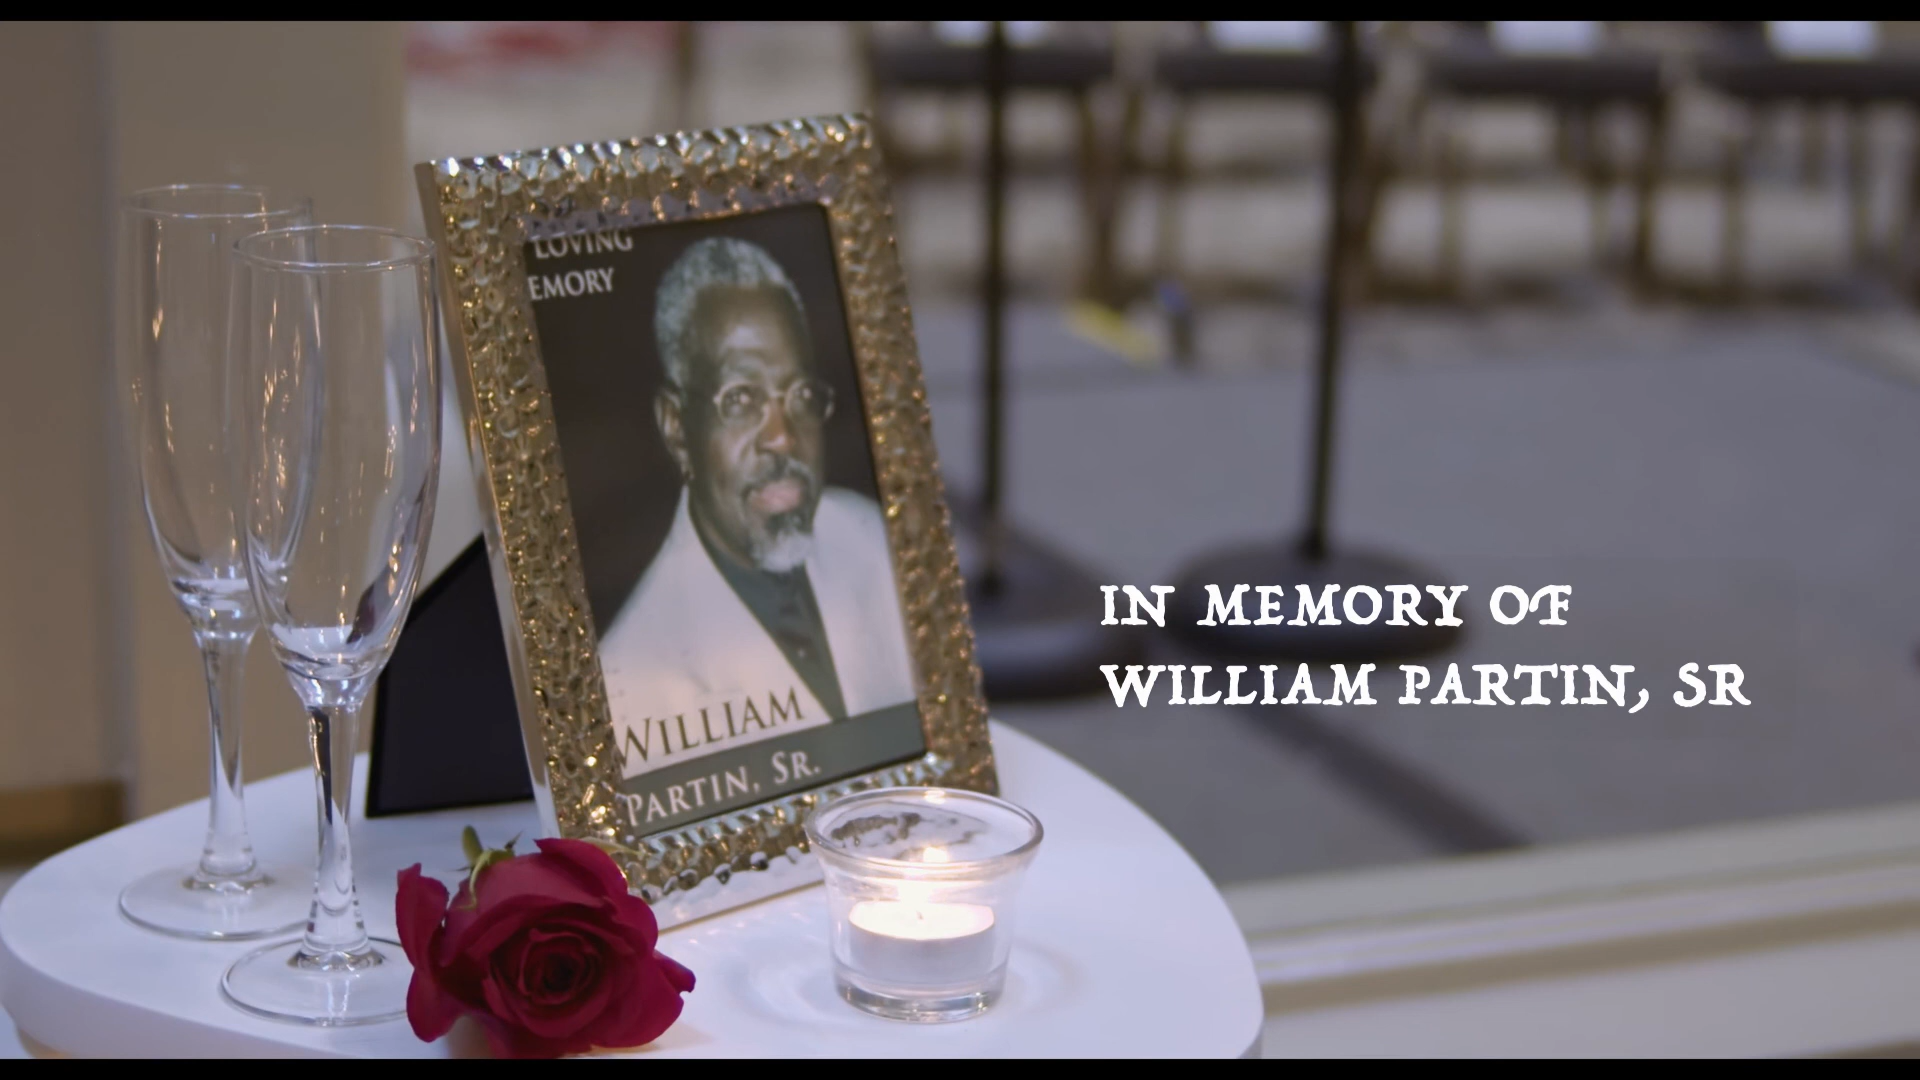 LOVING
EMORY
WILLIAM
PARTIN, SR.
IN MEMORY OF
WILLIAM PARTIN, SR